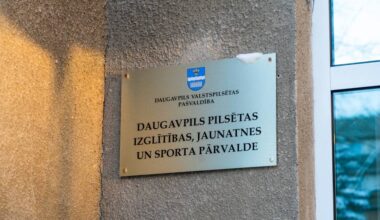 DAUGAVPILS VALSTSPILSĒTAS
PAŠVALDĪBA
DAUGAVPILS PILSĒTAS
IZGLĪTĪBAS, JAUNATNES
UN SPORTA PĀRVALDE